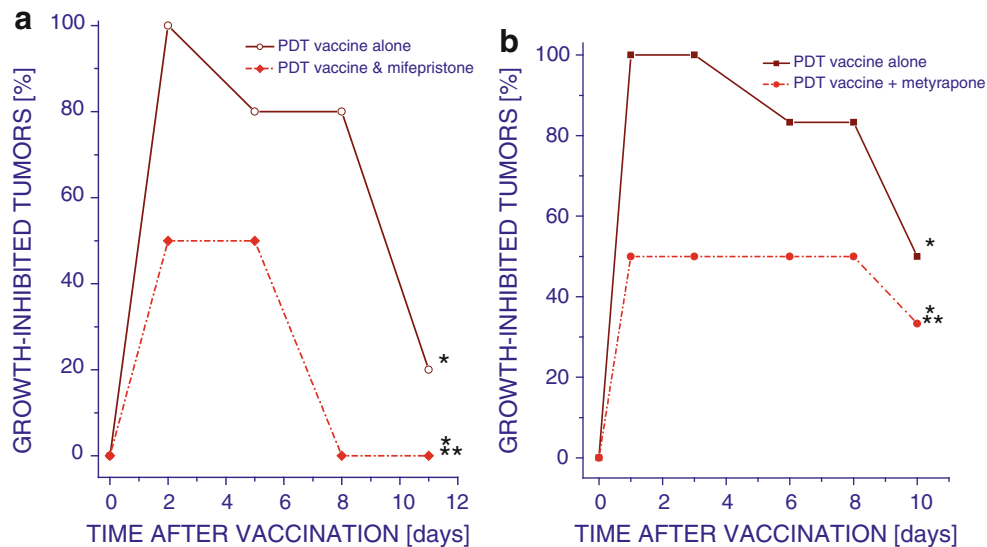 a
GROWTH-INHIBITED TUMORS [%]
100
80
60
40
20
0
PDT vaccine alone
PDT vaccine & mifepristone
*
*
**
0 2 4 6 8 10 12
TIME AFTER VACCINATION [days]
b
GROWTH-INHIBITED TUMORS [%]
100
80
60
40
20
0
PDT vaccine alone
PDT vaccine + metyrapone
*
*
**
0 2 4 6 8 10
TIME AFTER VACCINATION [days]